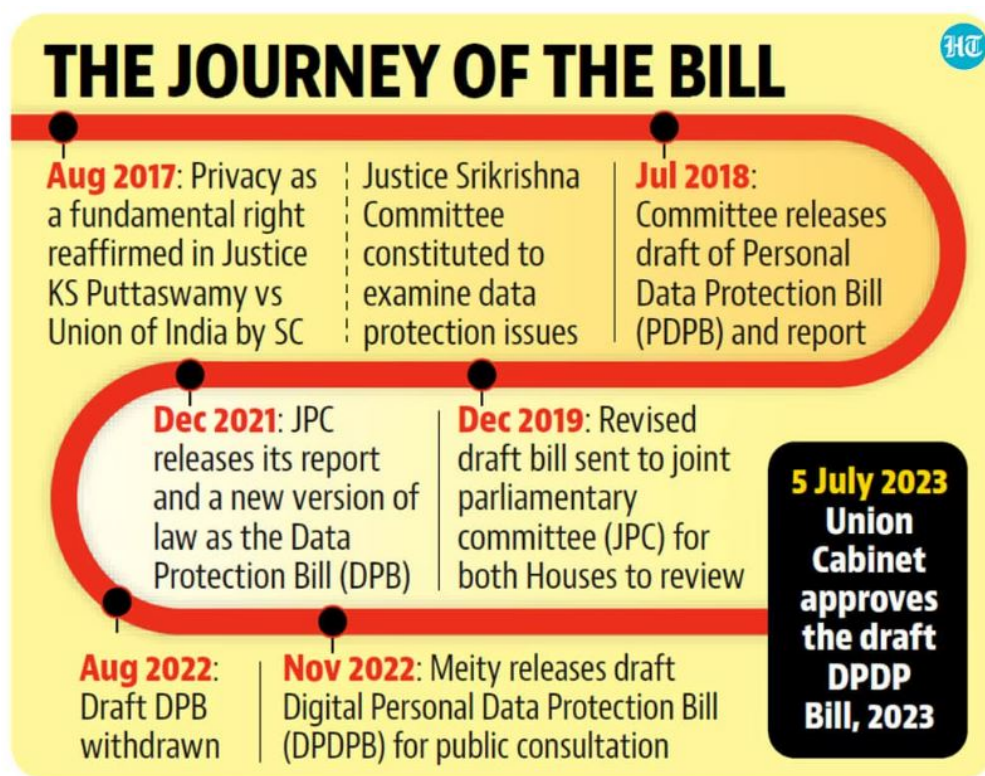 HT
THE JOURNEY OF THE BILL
Aug 2017: Privacy as
a fundamental right
reaffirmed in Justice
KS Puttaswamy vs
Union of India by SC
Justice Srikrishna
Committee
constituted to
examine data
protection issues
Jul 2018:
Committee releases
draft of Personal
Data Protection Bill
(PDPB) and report
Dec 2019: Revised
draft bill sent to joint
parliamentary
committee (JPC) for
both Houses to review
Dec 2021: JPC
releases its report
and a new version of
law as the Data
Protection Bill (DPB)
Aug 2022:
Draft DPB
withdrawn
Nov 2022: Meity releases draft
Digital Personal Data Protection Bill
(DPDPB) for public consultation
5 July 2023
Union
Cabinet
approves
the draft
DPDP
Bill, 2023